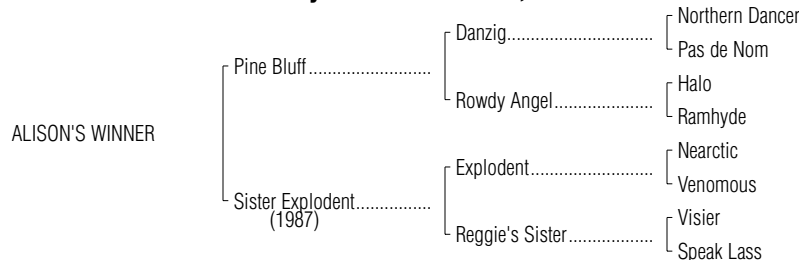 Northern Dancer
Danzig
Pas de Nom
Pine Bluff
Halo
Rowdy Angel
Ramhyde
ALISON'S WINNER
Nearctic
Explodent
Venomous
Sister Explodent
(1987)
Visier
Reggie's Sister
Speak Lass